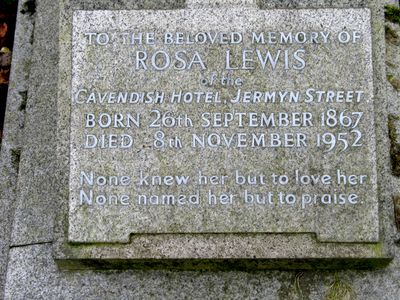 TO THE BELOVED MEMORY OF
ROSA LEWIS
of the
CAVENDISH HOTEL, JERMYN STREET
BORN 26th SEPTEMBER 1867
DIED 8th NOVEMBER 1952
None knew her but to love her
None named her but to praise.